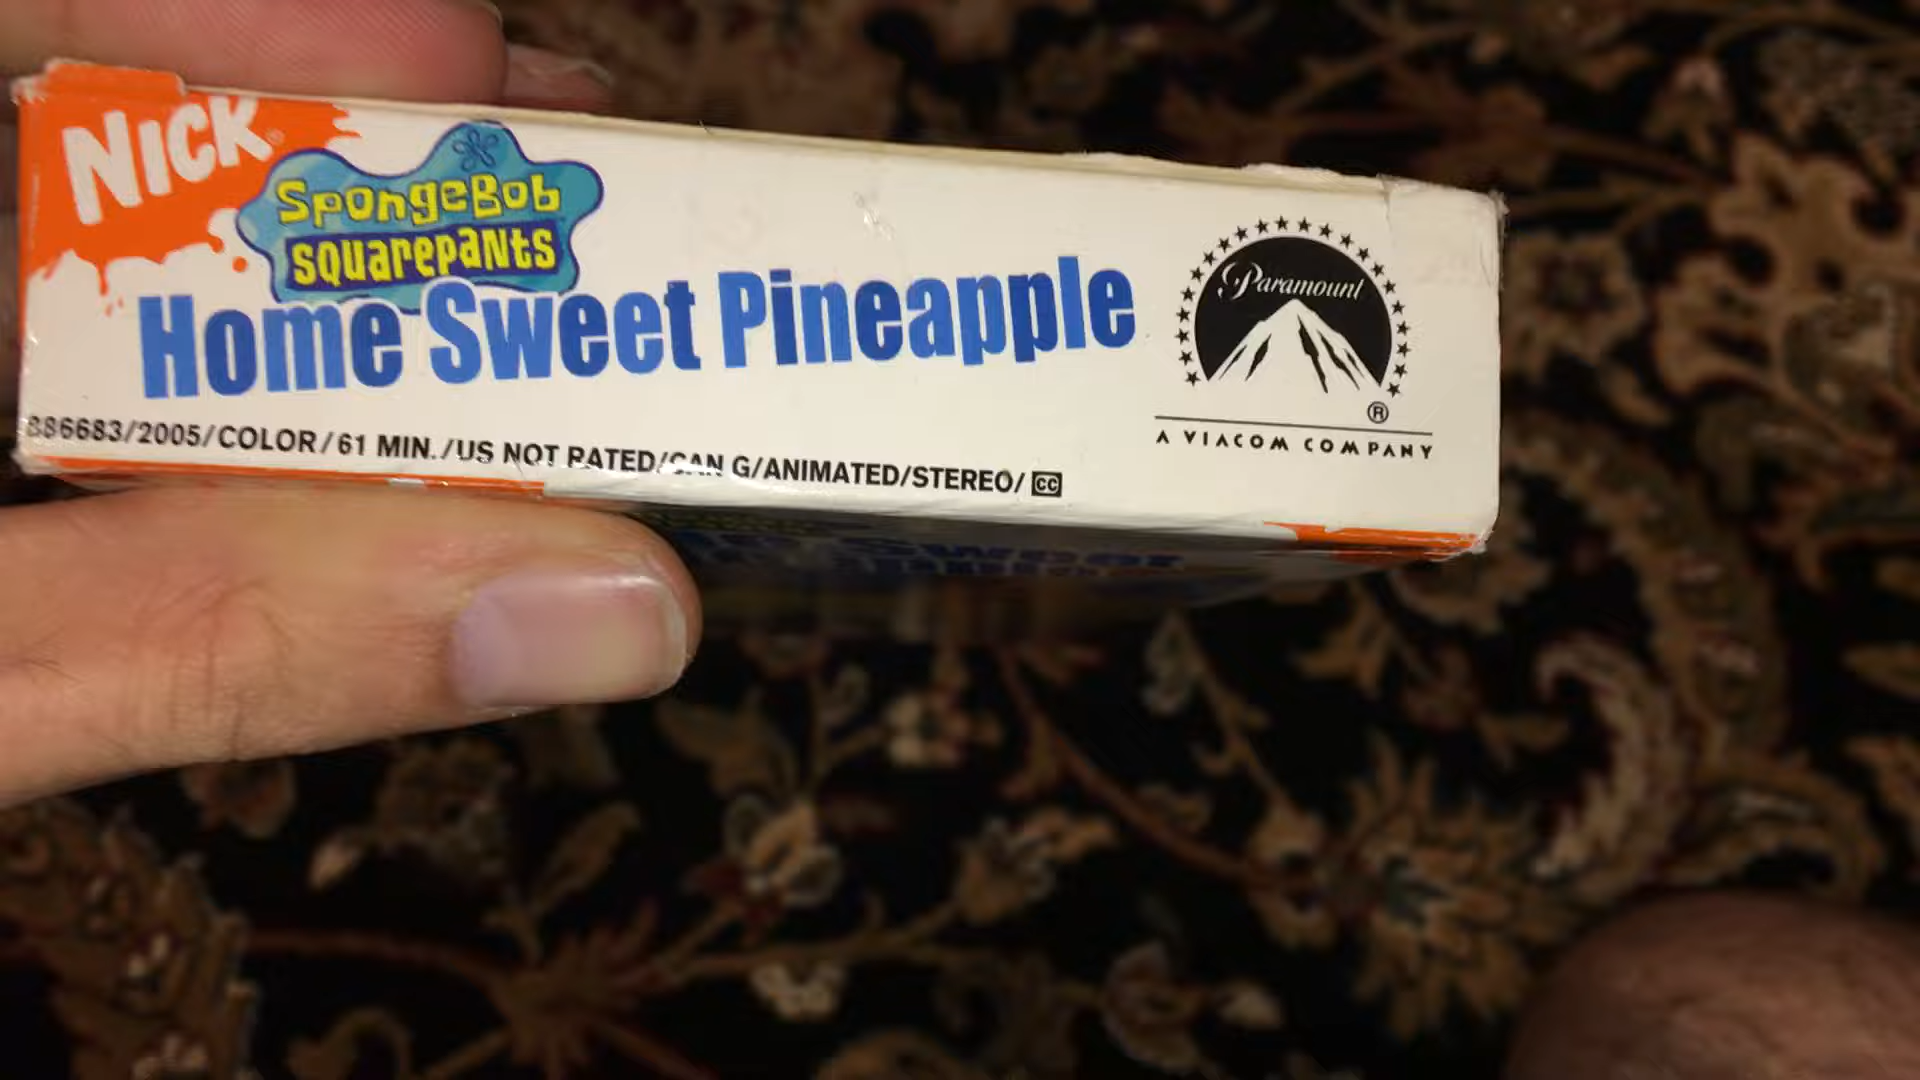 NICK®
SpongeBob
SQUAREPANTS
Home Sweet Pineapple
886683/2005/COLOR/61 MIN./US NOT RATED/CAN G/ANIMATED/STEREO/ CC
Paramount
®
A VIACOM COMPANY
Sweet